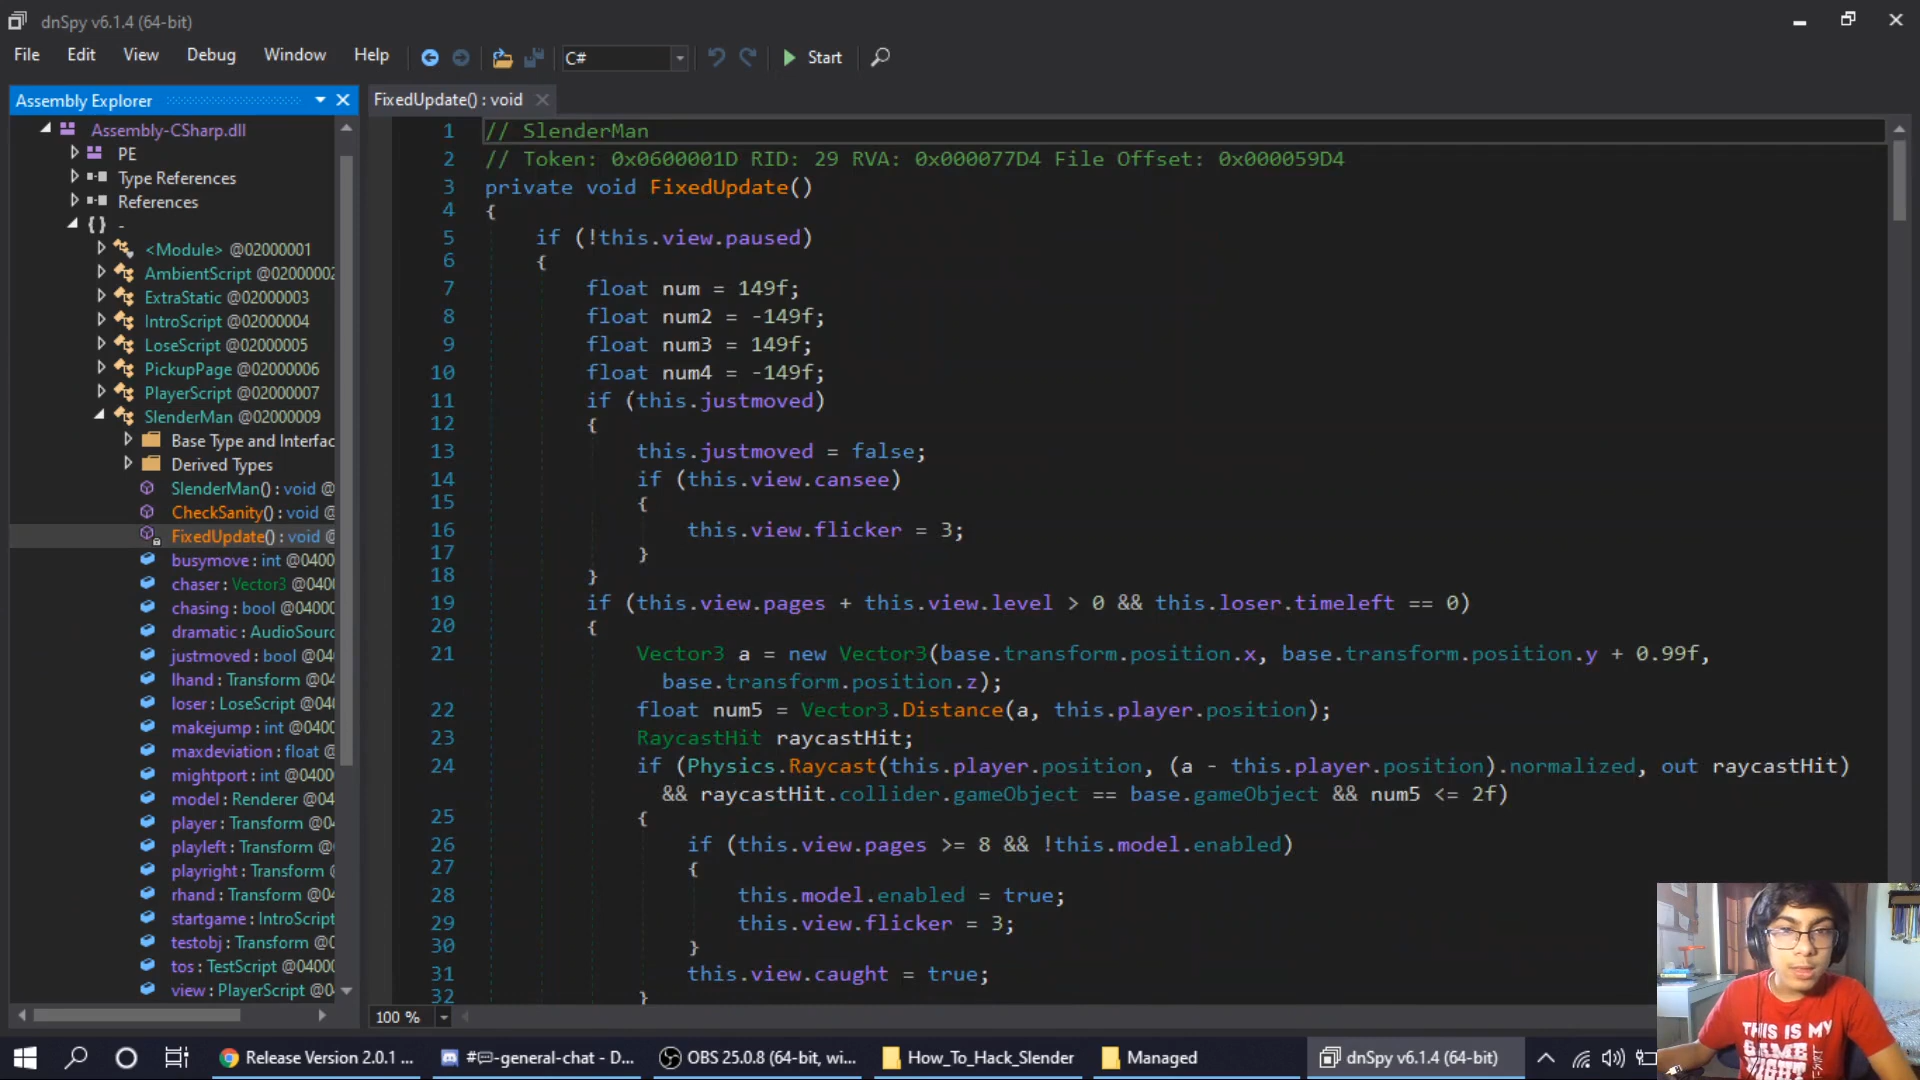 dnSpy v6.1.4 (64-bit)
File Edit View Debug Window Help C# Start
Assembly Explorer
FixedUpdate() : void
Assembly-CSharp.dll
PE
Type References
References
{ } -
<Module> @02000001
AmbientScript @02000002
ExtraStatic @02000003
IntroScript @02000004
LoseScript @02000005
PickupPage @02000006
PlayerScript @02000007
SlenderMan @02000009
Base Type and Interfac
Derived Types
SlenderMan() : void @
CheckSanity() : void @
FixedUpdate() : void @
busymove : int @0400
chaser : Vector3 @040
chasing : bool @04000
dramatic : AudioSourc
justmoved : bool @04
lhand : Transform @04
loser : LoseScript @04
makejump : int @0400
maxdeviation : float @
mightport : int @0400
model : Renderer @04
player : Transform @04
playleft : Transform @
playright : Transform
rhand : Transform @04
startgame : IntroScript
testobj : Transform @0
tos : TestScript @0400
view : PlayerScript @0
1 // SlenderMan
2 // Token: 0x0600001D RID: 29 RVA: 0x000077D4 File Offset: 0x000059D4
3 private void FixedUpdate()
4 {
5 if (!this.view.paused)
6 {
7 float num = 149f;
8 float num2 = -149f;
9 float num3 = 149f;
10 float num4 = -149f;
11 if (this.justmoved)
12 {
13 this.justmoved = false;
14 if (this.view.cansee)
15 {
16 this.view.flicker = 3;
17 }
18 }
19 if (this.view.pages + this.view.level > 0 && this.loser.timeleft == 0)
20 {
21 Vector3 a = new Vector3(base.transform.position.x, base.transform.position.y + 0.99f,
base.transform.position.z);
22 float num5 = Vector3.Distance(a, this.player.position);
23 RaycastHit raycastHit;
24 if (Physics.Raycast(this.player.position, (a - this.player.position).normalized, out raycastHit)
&& raycastHit.collider.gameObject == base.gameObject && num5 <= 2f)
25 {
26 if (this.view.pages >= 8 && !this.model.enabled)
27 {
28 this.model.enabled = true;
29 this.view.flicker = 3;
30 }
31 this.view.caught = true;
32 }
100 %
THIS IS MY
GAME
NIGHT
Release Version 2.0.1 ... #💬-general-chat - D... OBS 25.0.8 (64-bit, wi... How_To_Hack_Slender Managed dnSpy v6.1.4 (64-bit)